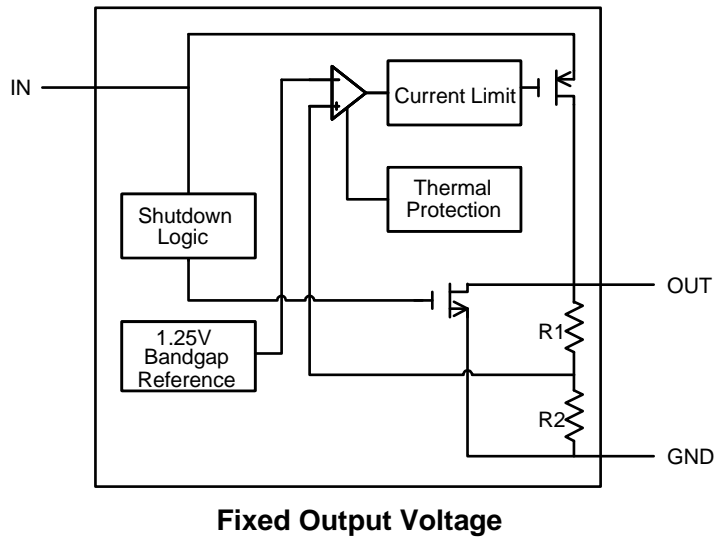 IN
Current Limit
Thermal
Protection
Shutdown
Logic
OUT
1.25V
Bandgap
Reference
R1
R2
GND
Fixed Output Voltage